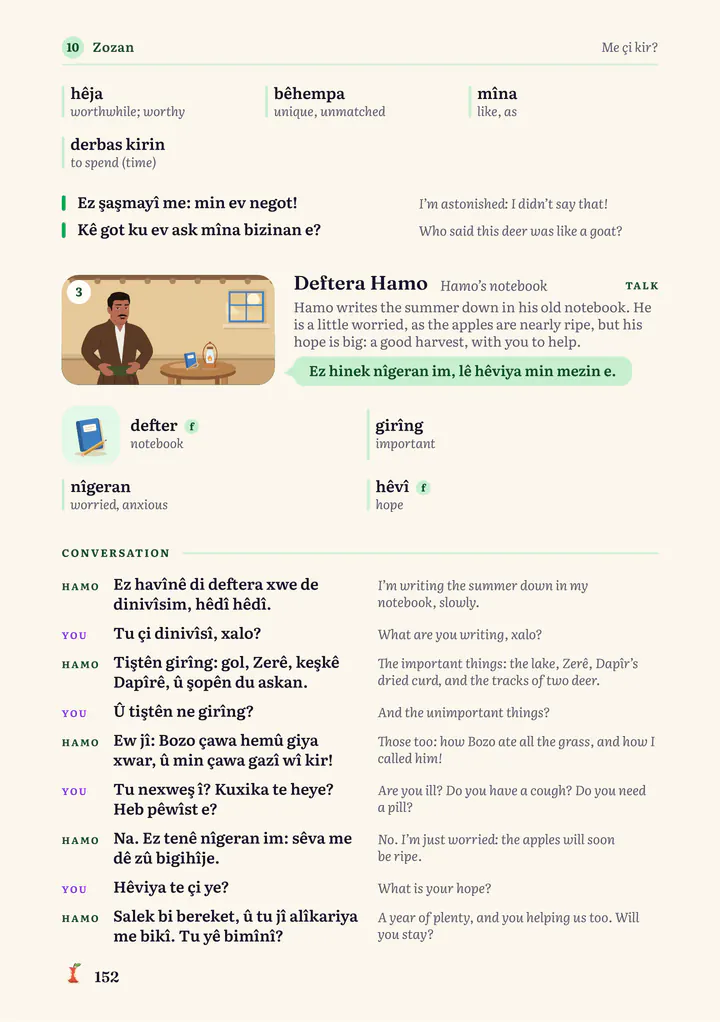 10 Zozan
Me çi kir?
hêja
worthwhile; worthy
bêhempa
unique, unmatched
mîna
like, as
derbas kirin
to spend (time)
Ez şaşmayî me: min ev negot!
I'm astonished: I didn't say that!
Kê got ku ev ask mîna bizinan e?
Who said this deer was like a goat?
3
Deftera Hamo Hamo's notebook
TALK
Hamo writes the summer down in his old notebook. He
is a little worried, as the apples are nearly ripe, but his
hope is big: a good harvest, with you to help.
Ez hinek nîgeran im, lê hêviya min mezin e.
defter f
notebook
girîng
important
nîgeran
worried, anxious
hêvî f
hope
CONVERSATION
HAMO Ez havînê di deftera xwe de
dinivîsim, hêdî hêdî.
I'm writing the summer down in my
notebook, slowly.
YOU Tu çi dinivîsî, xalo?
What are you writing, xalo?
HAMO Tiştên girîng: gol, Zerê, keşkê
Dapîrê, û şopên du askan.
The important things: the lake, Zerê, Dapîr's
dried curd, and the tracks of two deer.
YOU Û tiştên ne girîng?
And the unimportant things?
HAMO Ew jî: Bozo çawa hemû giya
xwar, û min çawa gazî wî kir!
Those too: how Bozo ate all the grass, and how I
called him!
YOU Tu nexweş î? Kuxika te heye?
Heb pêwîst e?
Are you ill? Do you have a cough? Do you need
a pill?
HAMO Na. Ez tenê nîgeran im: sêva me
dê zû bigihîje.
No. I'm just worried: the apples will soon
be ripe.
YOU Hêviya te çi ye?
What is your hope?
HAMO Salek bi bereket, û tu jî alîkariya
me bikî. Tu yê bimînî?
A year of plenty, and you helping us too. Will
you stay?
152